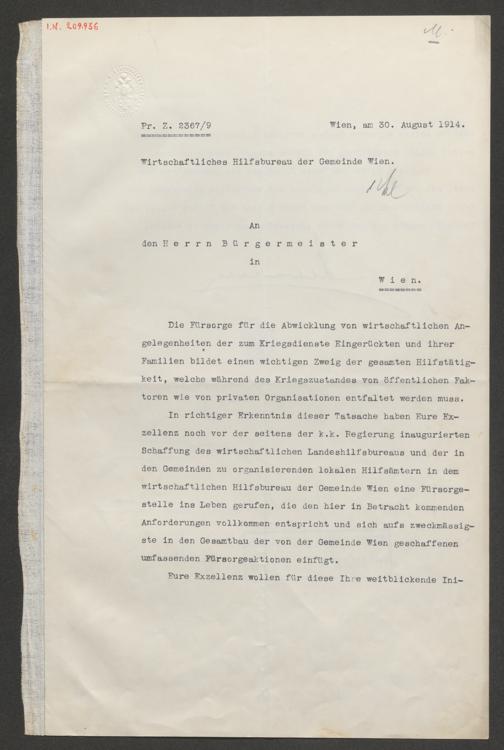 I.N. 209.936
Pr. Z. 2367/9
Wien, am 30. August 1914.
Wirtschaftliches Hilfsbureau der Gemeinde Wien.
An
den Herrn Bürgermeister
in
Wien.
Die Fürsorge für die Abwicklung von wirtschaftlichen An-
gelegenheiten der zum Kriegsdienste Eingerückten und ihrer
Familien bildet einen wichtigen Zweig der gesamten Hilfstätig-
keit, welche während des Kriegszustandes von öffentlichen Fak-
toren wie von privaten Organisationen entfaltet werden muss.
In richtiger Erkenntnis dieser Tatsache haben Eure Ex-
zellenz noch vor der seitens der k.k. Regierung inaugurierten
Schaffung des wirtschaftlichen Landeshilfsbureaus und der in
den Gemeinden zu organisierenden lokalen Hilfsämtern in dem
wirtschaftlichen Hilfsbureau der Gemeinde Wien eine Fürsorge-
stelle ins Leben gerufen, die den hier in Betracht kommenden
Anforderungen vollkommen entspricht und sich aufs zweckmässig-
ste in den Gesamtbau der von der Gemeinde Wien geschaffenen
umfassenden Fürsorgeaktionen einfügt.
Eure Exzellenz wollen für diese Ihre weitblickende Ini-